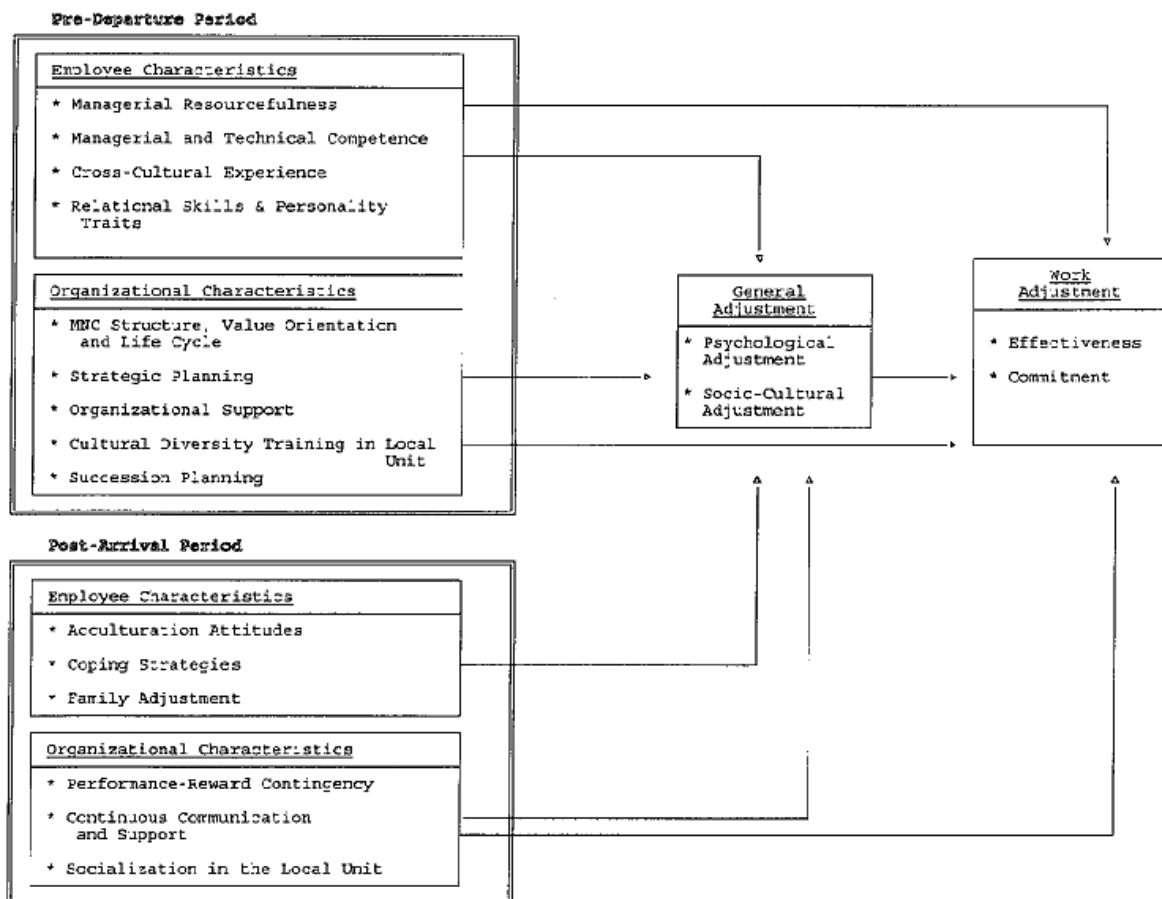 Pre-Departure Period
Employee Characteristics
* Managerial Resourcefulness
* Managerial and Technical Competence
* Cross-Cultural Experience
* Relational Skills & Personality
Traits
Organizational Characteristics
* MNC Structure, Value Orientation
and Life Cycle
* Strategic Planning
* Organizational Support
* Cultural Diversity Training in Local
Unit
* Succession Planning
General
Adjustment
* Psychological
Adjustment
* Socio-Cultural
Adjustment
Work
Adjustment
* Effectiveness
* Commitment
Post-Arrival Period
Employee Characteristics
* Acculturation Attitudes
* Coping Strategies
* Family Adjustment
Organizational Characteristics
* Performance-Reward Contingency
* Continuous Communication
and Support
* Socialization in the Local Unit